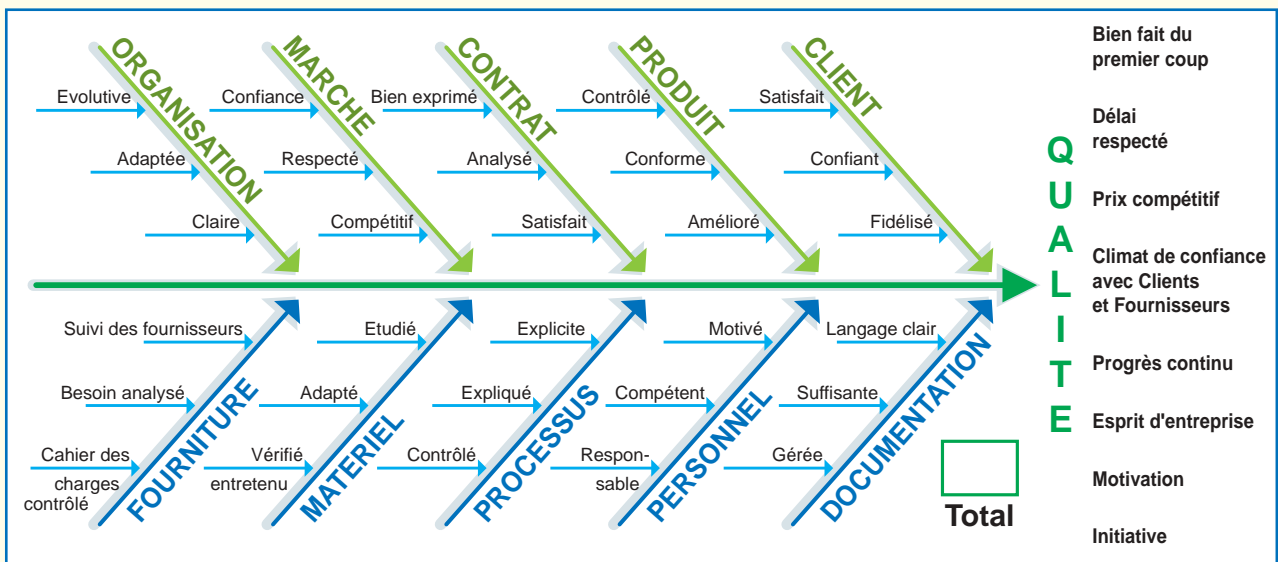 ORGANISATION
Evolutive
Adaptée
Claire
MARCHE
Confiance
Respecté
Compétitif
CONTRAT
Bien exprimé
Analysé
Satisfait
PRODUIT
Contrôlé
Conforme
Amélioré
CLIENT
Satisfait
Confiant
Fidélisé
Suivi des fournisseurs
Besoin analysé
Cahier des
charges
contrôlé
FOURNITURE
Etudié
Adapté
Vérifié
entretenu
MATERIEL
Explicite
Expliqué
Contrôlé
PROCESSUS
Motivé
Compétent
Respon-
sable
PERSONNEL
Langage clair
Suffisante
Gérée
DOCUMENTATION
Total
QUALITE
Bien fait du
premier coup
Délai
respecté
Prix compétitif
Climat de confiance
avec Clients
et Fournisseurs
Progrès continu
Esprit d'entreprise
Motivation
Initiative